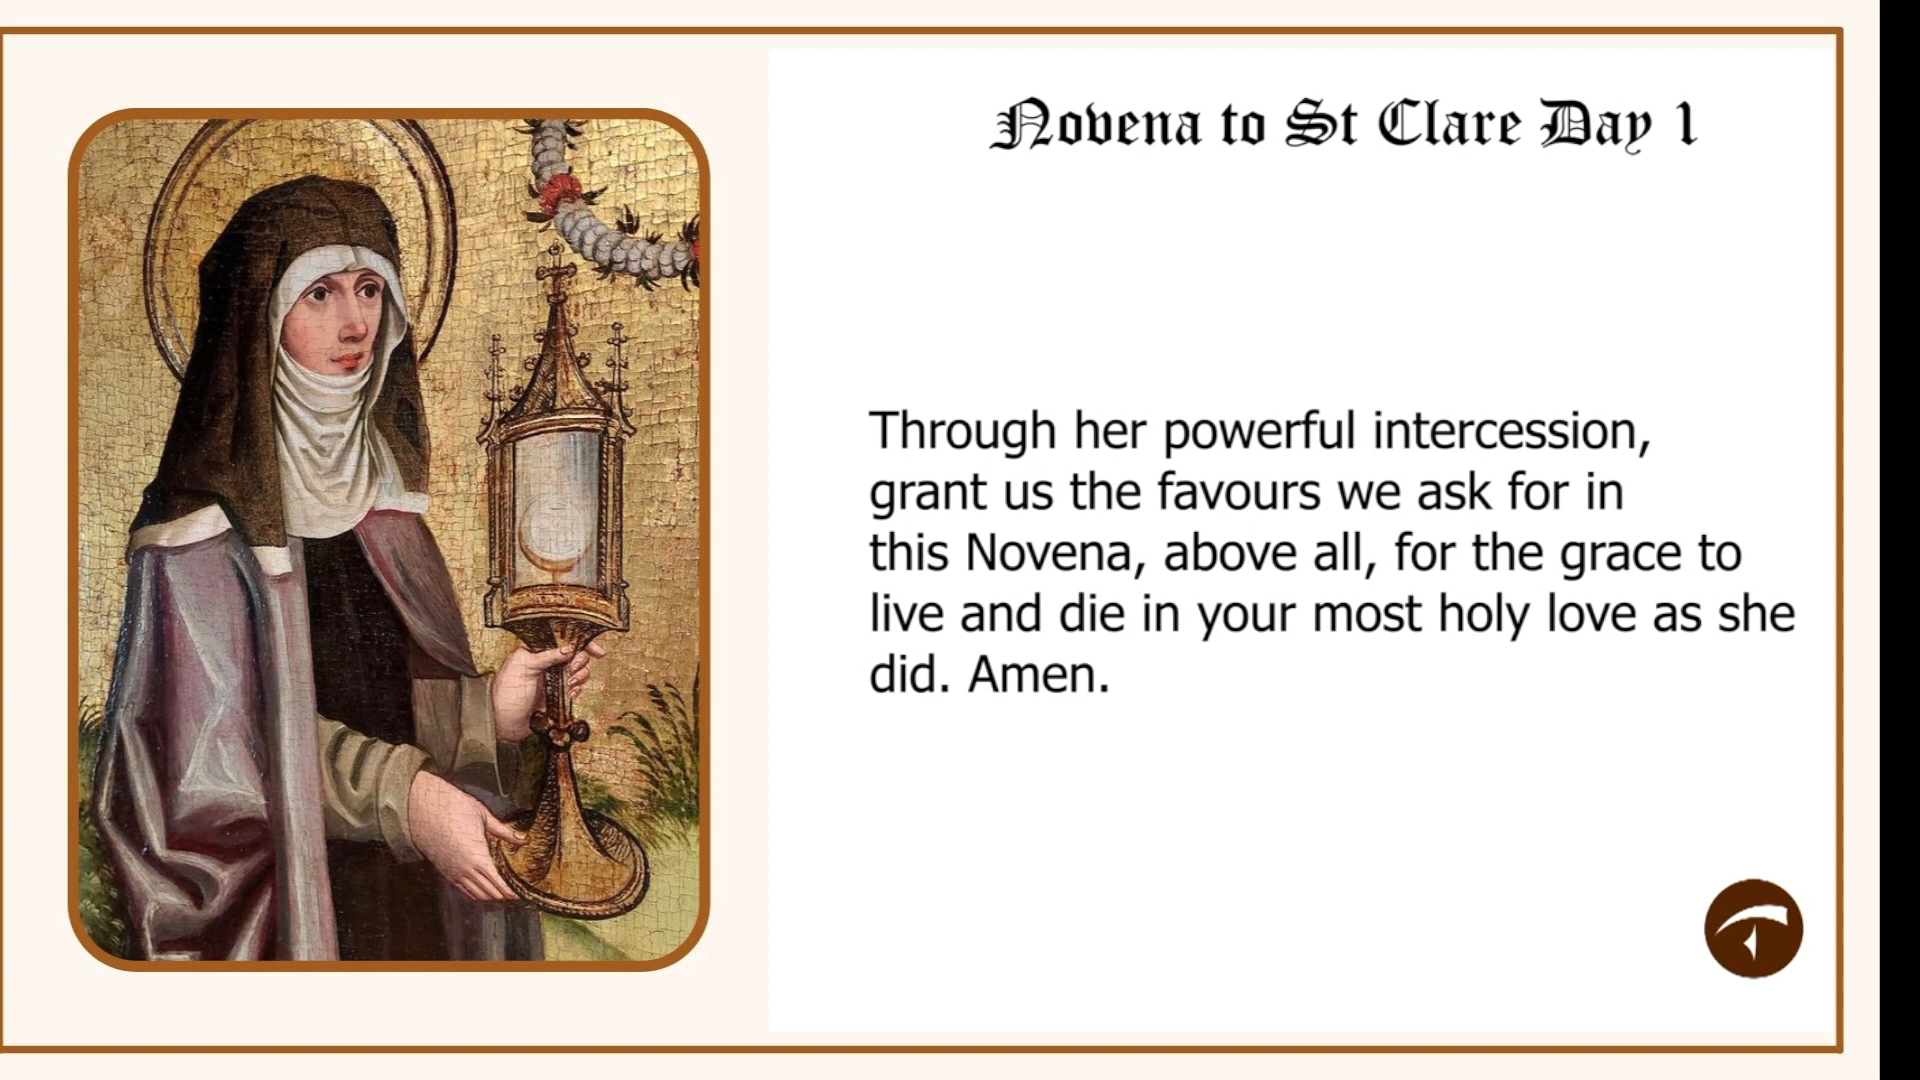 Novena to St Clare Day 1
Through her powerful intercession,
grant us the favours we ask for in
this Novena, above all, for the grace to
live and die in your most holy love as she
did. Amen.